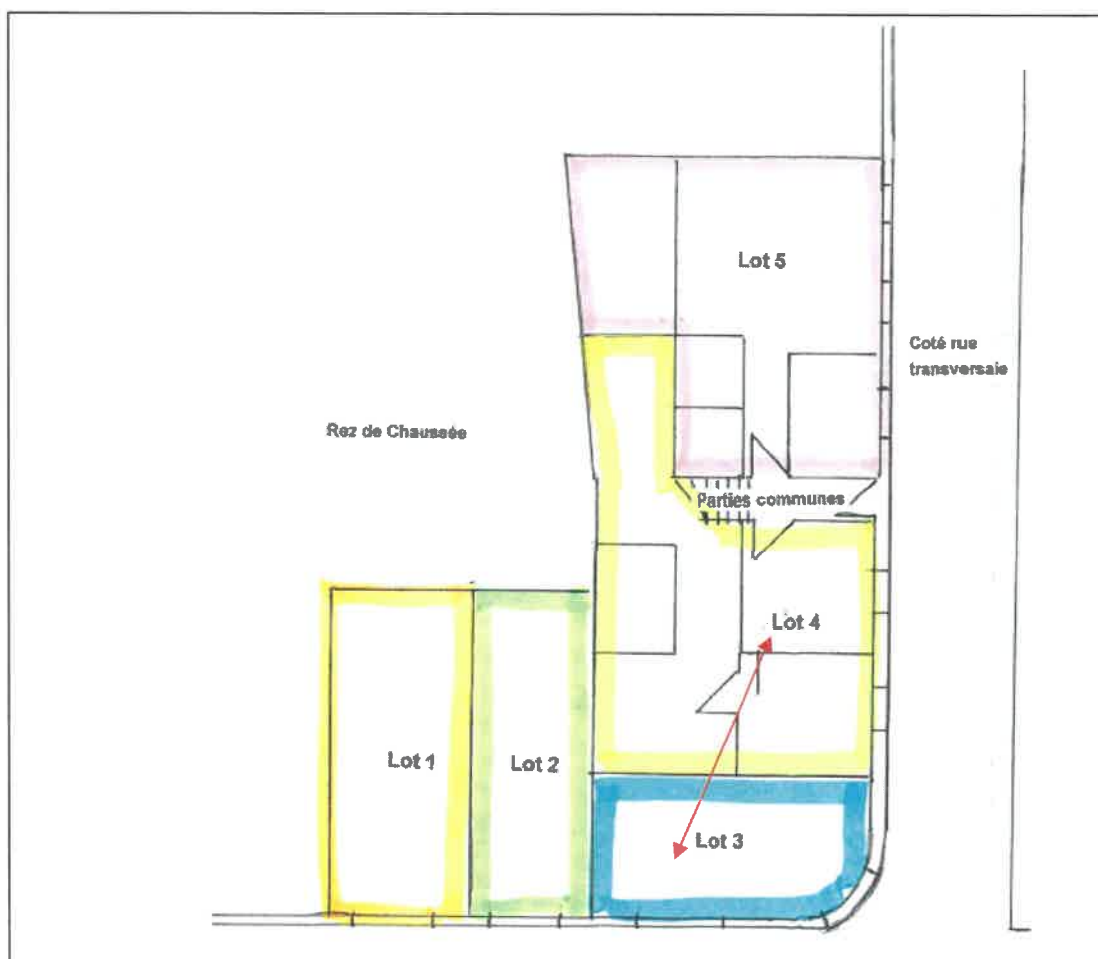 Lot 5
Coté rue
transversale
Rez de Chaussée
Parties communes
Lot 4
Lot 1
Lot 2
Lot 3